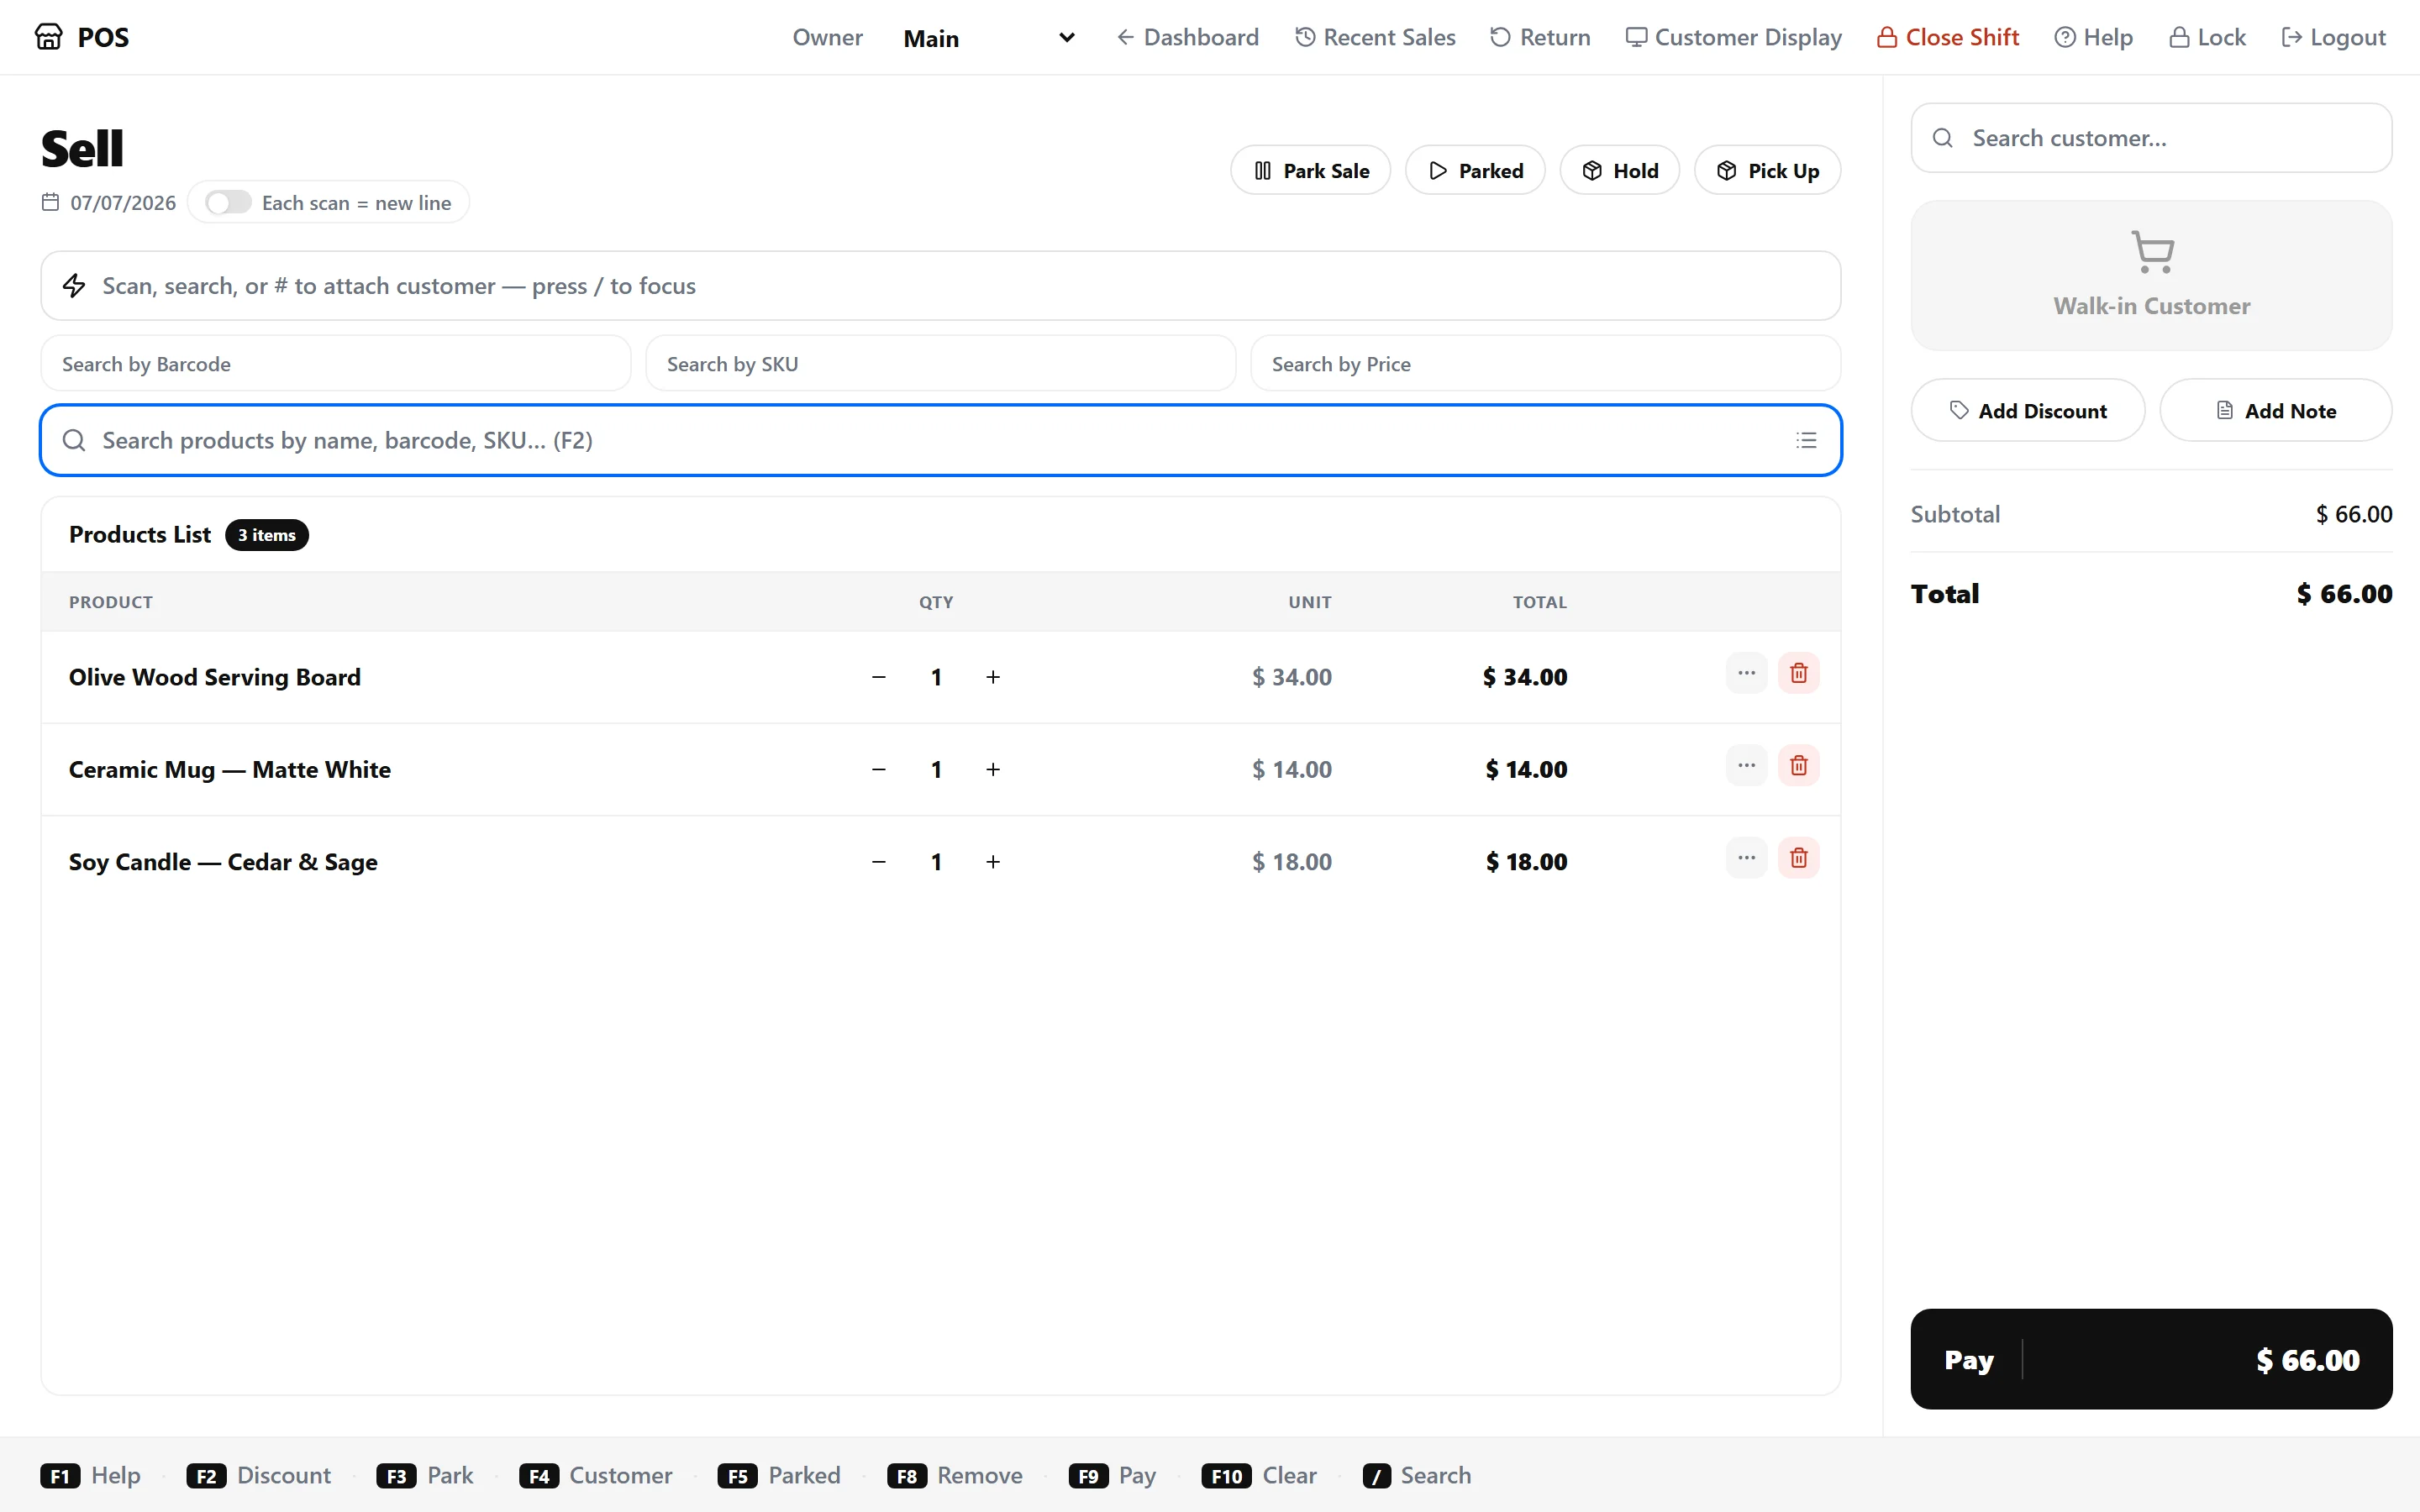 POS
Owner Main Dashboard Recent Sales Return Customer Display Close Shift Help Lock Logout
Sell
07/07/2026 Each scan = new line
Park Sale Parked Hold Pick Up
Scan, search, or # to attach customer — press / to focus
Search by Barcode Search by SKU Search by Price
Search products by name, barcode, SKU... (F2)
Products List 3 items
PRODUCT QTY UNIT TOTAL
Olive Wood Serving Board − 1 + $ 34.00 $ 34.00
Ceramic Mug — Matte White − 1 + $ 14.00 $ 14.00
Soy Candle — Cedar & Sage − 1 + $ 18.00 $ 18.00
Search customer...
Walk-in Customer
Add Discount Add Note
Subtotal $ 66.00
Total $ 66.00
Pay $ 66.00
F1 Help · F2 Discount · F3 Park · F4 Customer · F5 Parked · F8 Remove · F9 Pay · F10 Clear · / Search